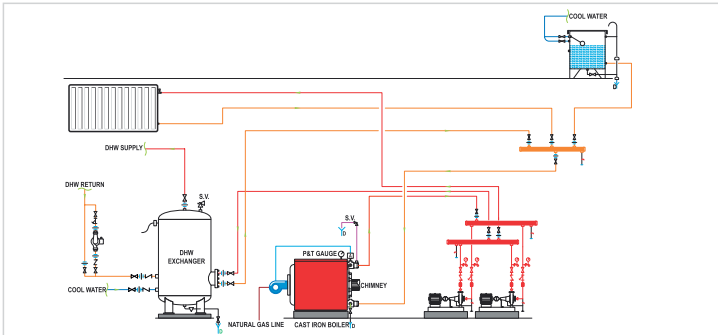 COOL WATER
D
DHW SUPPLY
DHW RETURN
S.V.
S.V.
D
P&T GAUGE
DHW
EXCHANGER
CHIMNEY
COOL WATER
NATURAL GAS LINE
CAST IRON BOILER
D
D